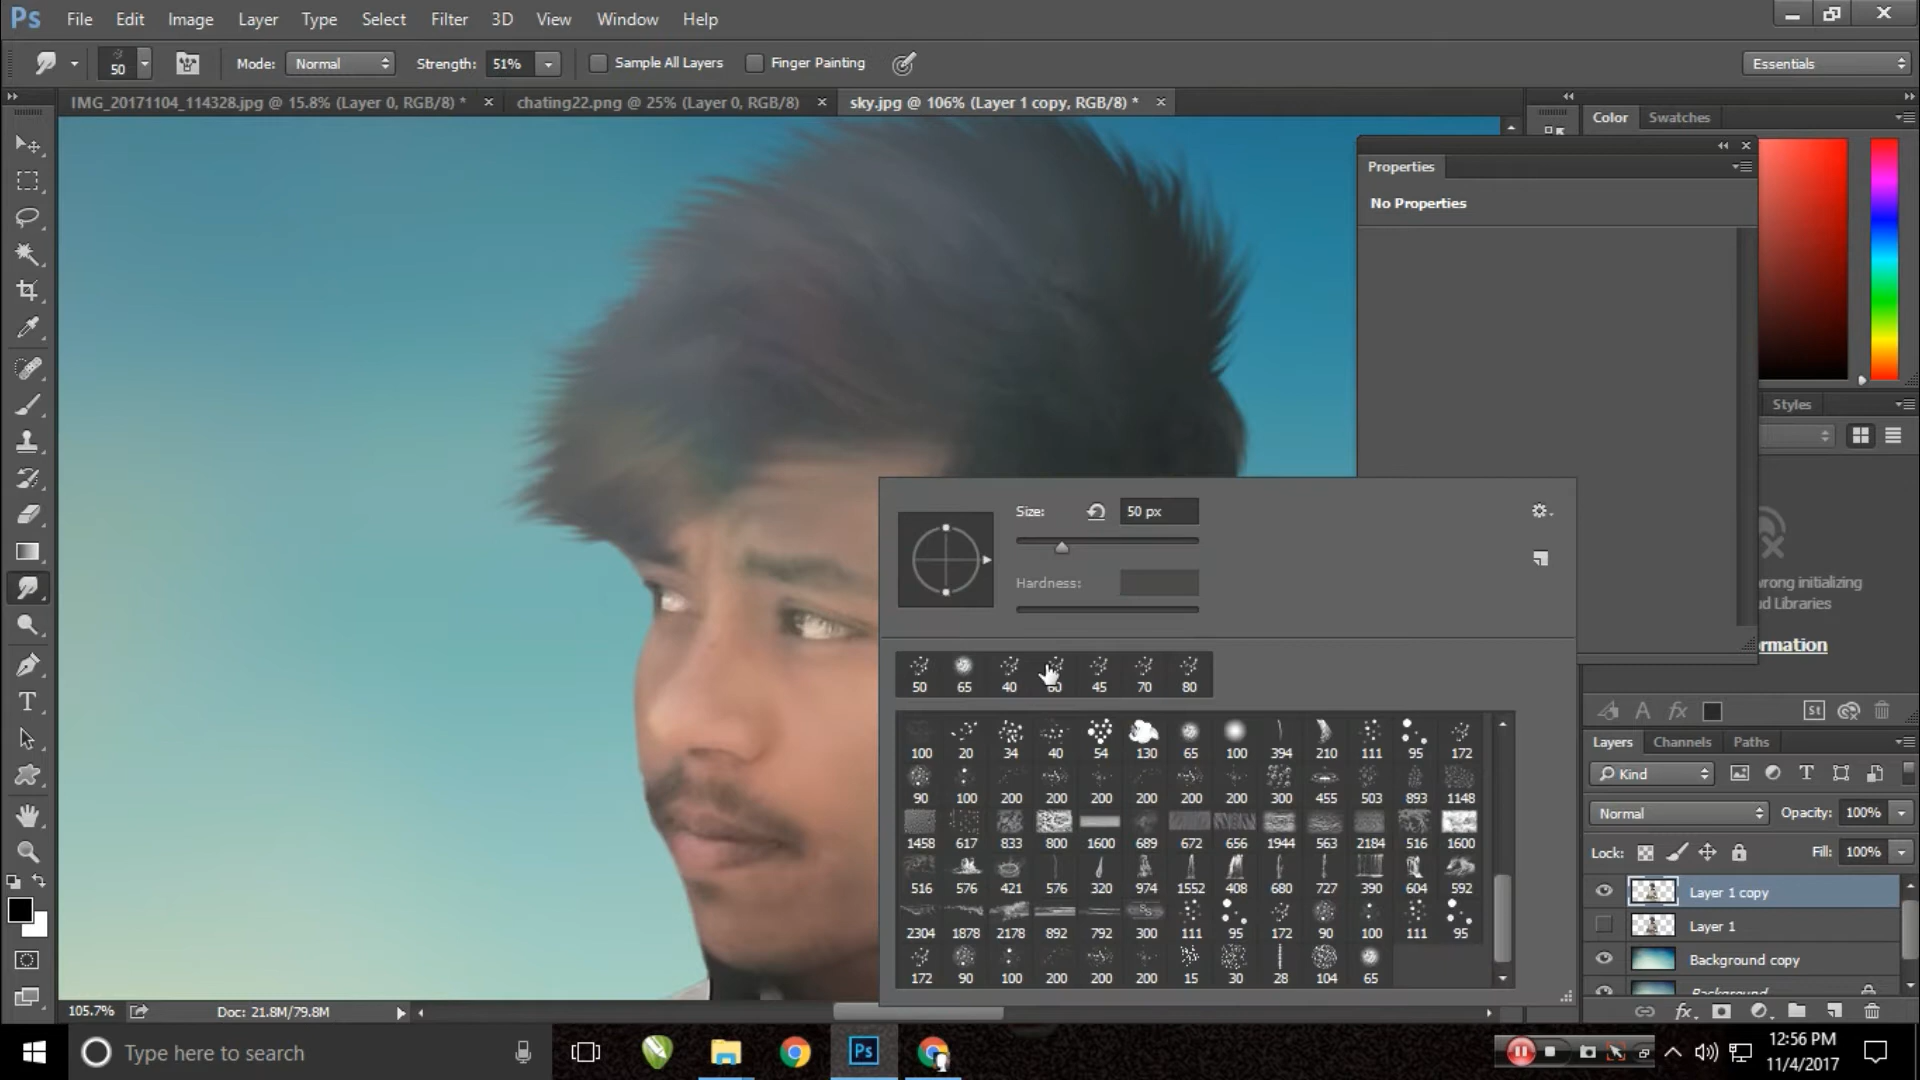 Ps File Edit Image Layer Type Select Filter 3D View Window Help
50 Mode: Normal Strength: 51% Sample All Layers Finger Painting Essentials
IMG_20171104_114328.jpg @ 15.8% (Layer 0, RGB/8) * × chating22.png @ 25% (Layer 0, RGB/8) × sky.jpg @ 106% (Layer 1 copy, RGB/8) * ×
Color Swatches
Properties
No Properties
Styles
Size: 50 px
Hardness:
wrong initializing
ud Libraries
ormation
50 65 40 60 45 70 80
100 20 34 40 54 130 65 100 394 210 111 95 172
90 100 200 200 200 200 200 200 300 455 503 893 1148
1458 617 833 800 1600 689 672 656 1944 563 2184 516 1600
516 576 421 576 320 974 1552 408 680 727 390 604 592
2304 1878 2178 892 792 300 111 95 172 90 100 111 95
172 90 100 200 200 200 15 30 28 104 65
T
A fx St
Layers Channels Paths
Kind T
Normal Opacity: 100%
Lock: Fill: 100%
Layer 1 copy
Layer 1
Background copy
Background
fx
105.7% Doc: 21.8M/79.8M
Type here to search
Ps
12:56 PM
11/4/2017